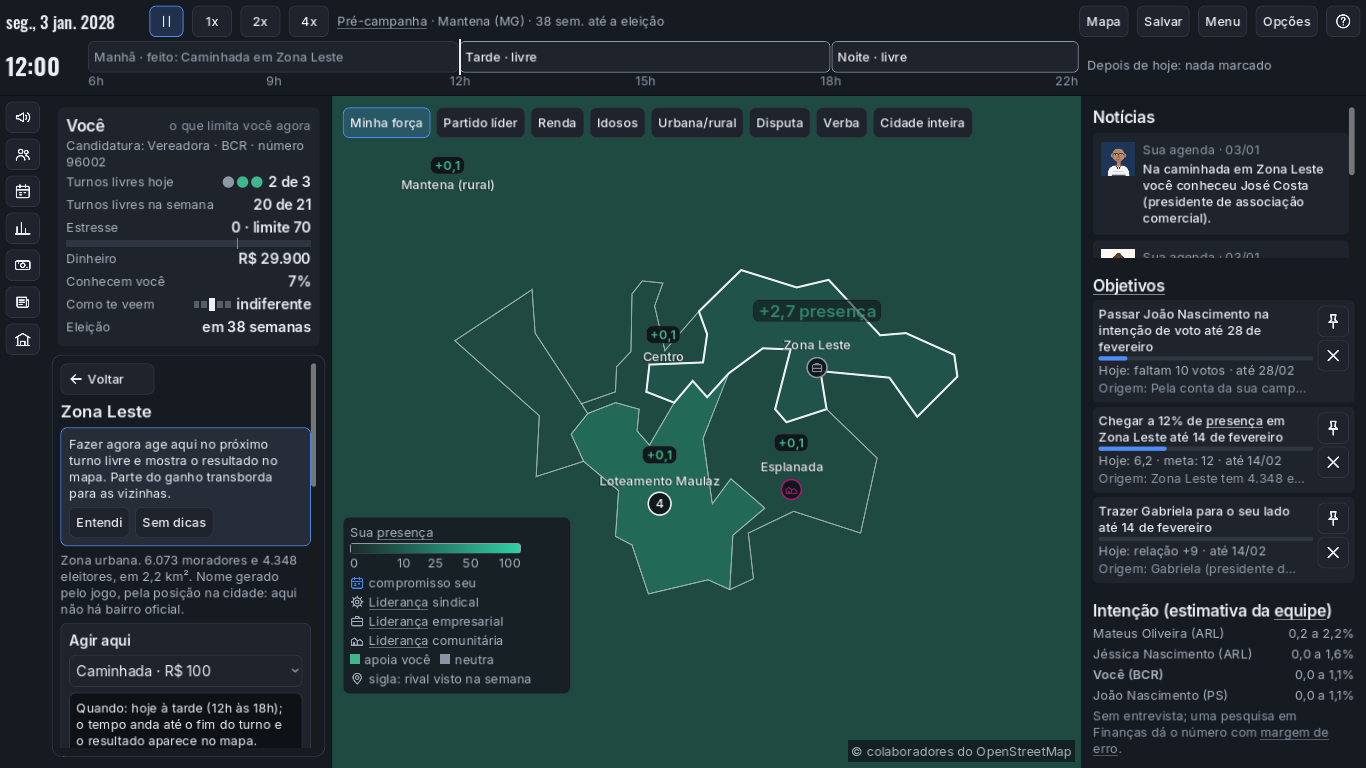 seg., 3 jan. 2028
1x
2x
4x
Pré-campanha · Mantena (MG) · 38 sem. até a eleição
Mapa
Salvar
Menu
Opções
12:00
Manhã · feito: Caminhada em Zona Leste
Tarde · livre
Noite · livre
Depois de hoje: nada marcado
6h
9h
12h
15h
18h
22h
Você
o que limita você agora
Candidatura: Vereadora · BCR · número
96002
Turnos livres hoje
2 de 3
Turnos livres na semana
20 de 21
Estresse
0 · limite 70
Dinheiro
R$ 29.900
Conhecem você
7%
Como te veem
indiferente
Eleição
em 38 semanas
Voltar
Zona Leste
Fazer agora age aqui no próximo
turno livre e mostra o resultado no
mapa. Parte do ganho transborda
para as vizinhas.
Entendi
Sem dicas
Zona urbana. 6.073 moradores e 4.348
eleitores, em 2,2 km². Nome gerado
pelo jogo, pela posição na cidade: aqui
não há bairro oficial.
Agir aqui
Caminhada · R$ 100
Quando: hoje à tarde (12h às 18h);
o tempo anda até o fim do turno e
o resultado aparece no mapa.
Minha força
Partido líder
Renda
Idosos
Urbana/rural
Disputa
Verba
Cidade inteira
+0,1
Mantena (rural)
+2,7 presença
+0,1
Centro
Zona Leste
+0,1
Esplanada
+0,1
Loteamento Maulaz
4
Sua presença
0
10
25
50
100
compromisso seu
Liderança sindical
Liderança empresarial
Liderança comunitária
apoia você
neutra
sigla: rival visto na semana
© colaboradores do OpenStreetMap
Notícias
Sua agenda · 03/01
Na caminhada em Zona Leste
você conheceu José Costa
(presidente de associação
comercial).
Sua agenda · 03/01
Objetivos
Passar João Nascimento na
intenção de voto até 28 de
fevereiro
Hoje: faltam 10 votos · até 28/02
Origem: Pela conta da sua camp...
Chegar a 12% de presença em
Zona Leste até 14 de fevereiro
Hoje: 6,2 · meta: 12 · até 14/02
Origem: Zona Leste tem 4.348 e...
Trazer Gabriela para o seu lado
até 14 de fevereiro
Hoje: relação +9 · até 14/02
Origem: Gabriela (presidente d...
Intenção (estimativa da equipe)
Mateus Oliveira (ARL)
0,2 a 2,2%
Jéssica Nascimento (ARL)
0,0 a 1,6%
Você (BCR)
0,0 a 1,1%
João Nascimento (PS)
0,0 a 1,1%
Sem entrevista; uma pesquisa em
Finanças dá o número com margem de
erro.